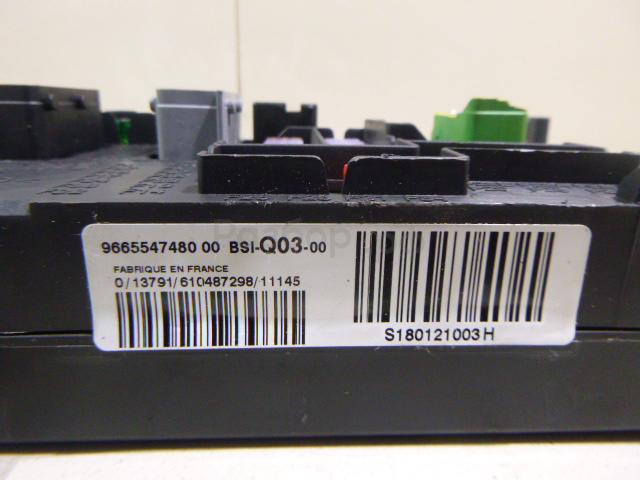 9665547480 00 BSI-Q03-00
FABRIQUE EN FRANCE
0/13791/610487298/11145
S180121003H